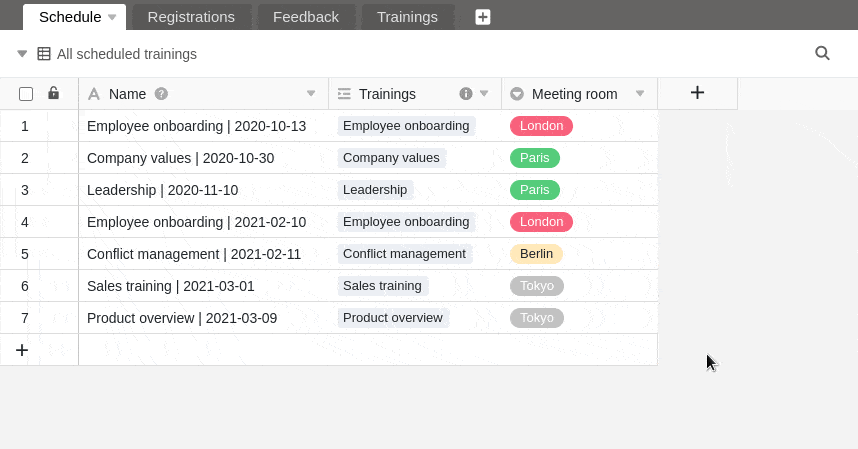 Schedule Registrations Feedback Trainings
All scheduled trainings
Name Trainings Meeting room
1 Employee onboarding | 2020-10-13 Employee onboarding London
2 Company values | 2020-10-30 Company values Paris
3 Leadership | 2020-11-10 Leadership Paris
4 Employee onboarding | 2021-02-10 Employee onboarding London
5 Conflict management | 2021-02-11 Conflict management Berlin
6 Sales training | 2021-03-01 Sales training Tokyo
7 Product overview | 2021-03-09 Product overview Tokyo